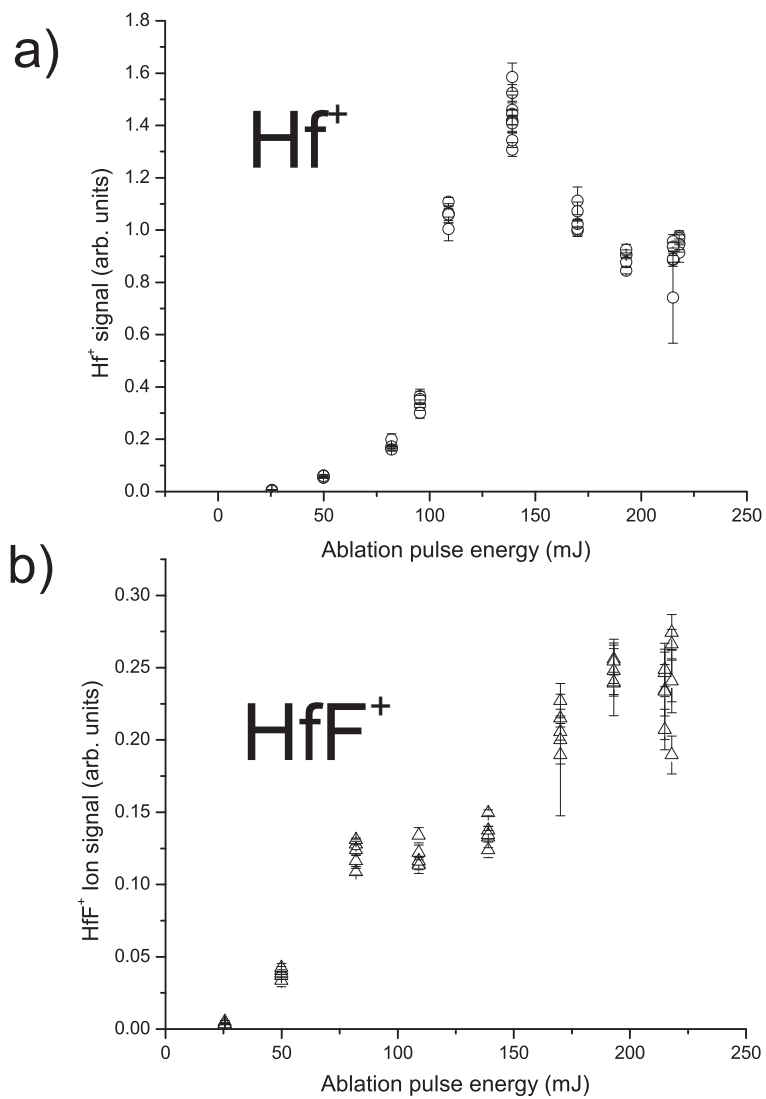 a)
Hf⁺
Hf⁺ signal (arb. units)
1.8
1.6
1.4
1.2
1.0
0.8
0.6
0.4
0.2
0.0
0 50 100 150 200 250
Ablation pulse energy (mJ)
b)
HfF⁺
HfF⁺ Ion signal (arb. units)
0.30
0.25
0.20
0.15
0.10
0.05
0.00
0 50 100 150 200 250
Ablation pulse energy (mJ)